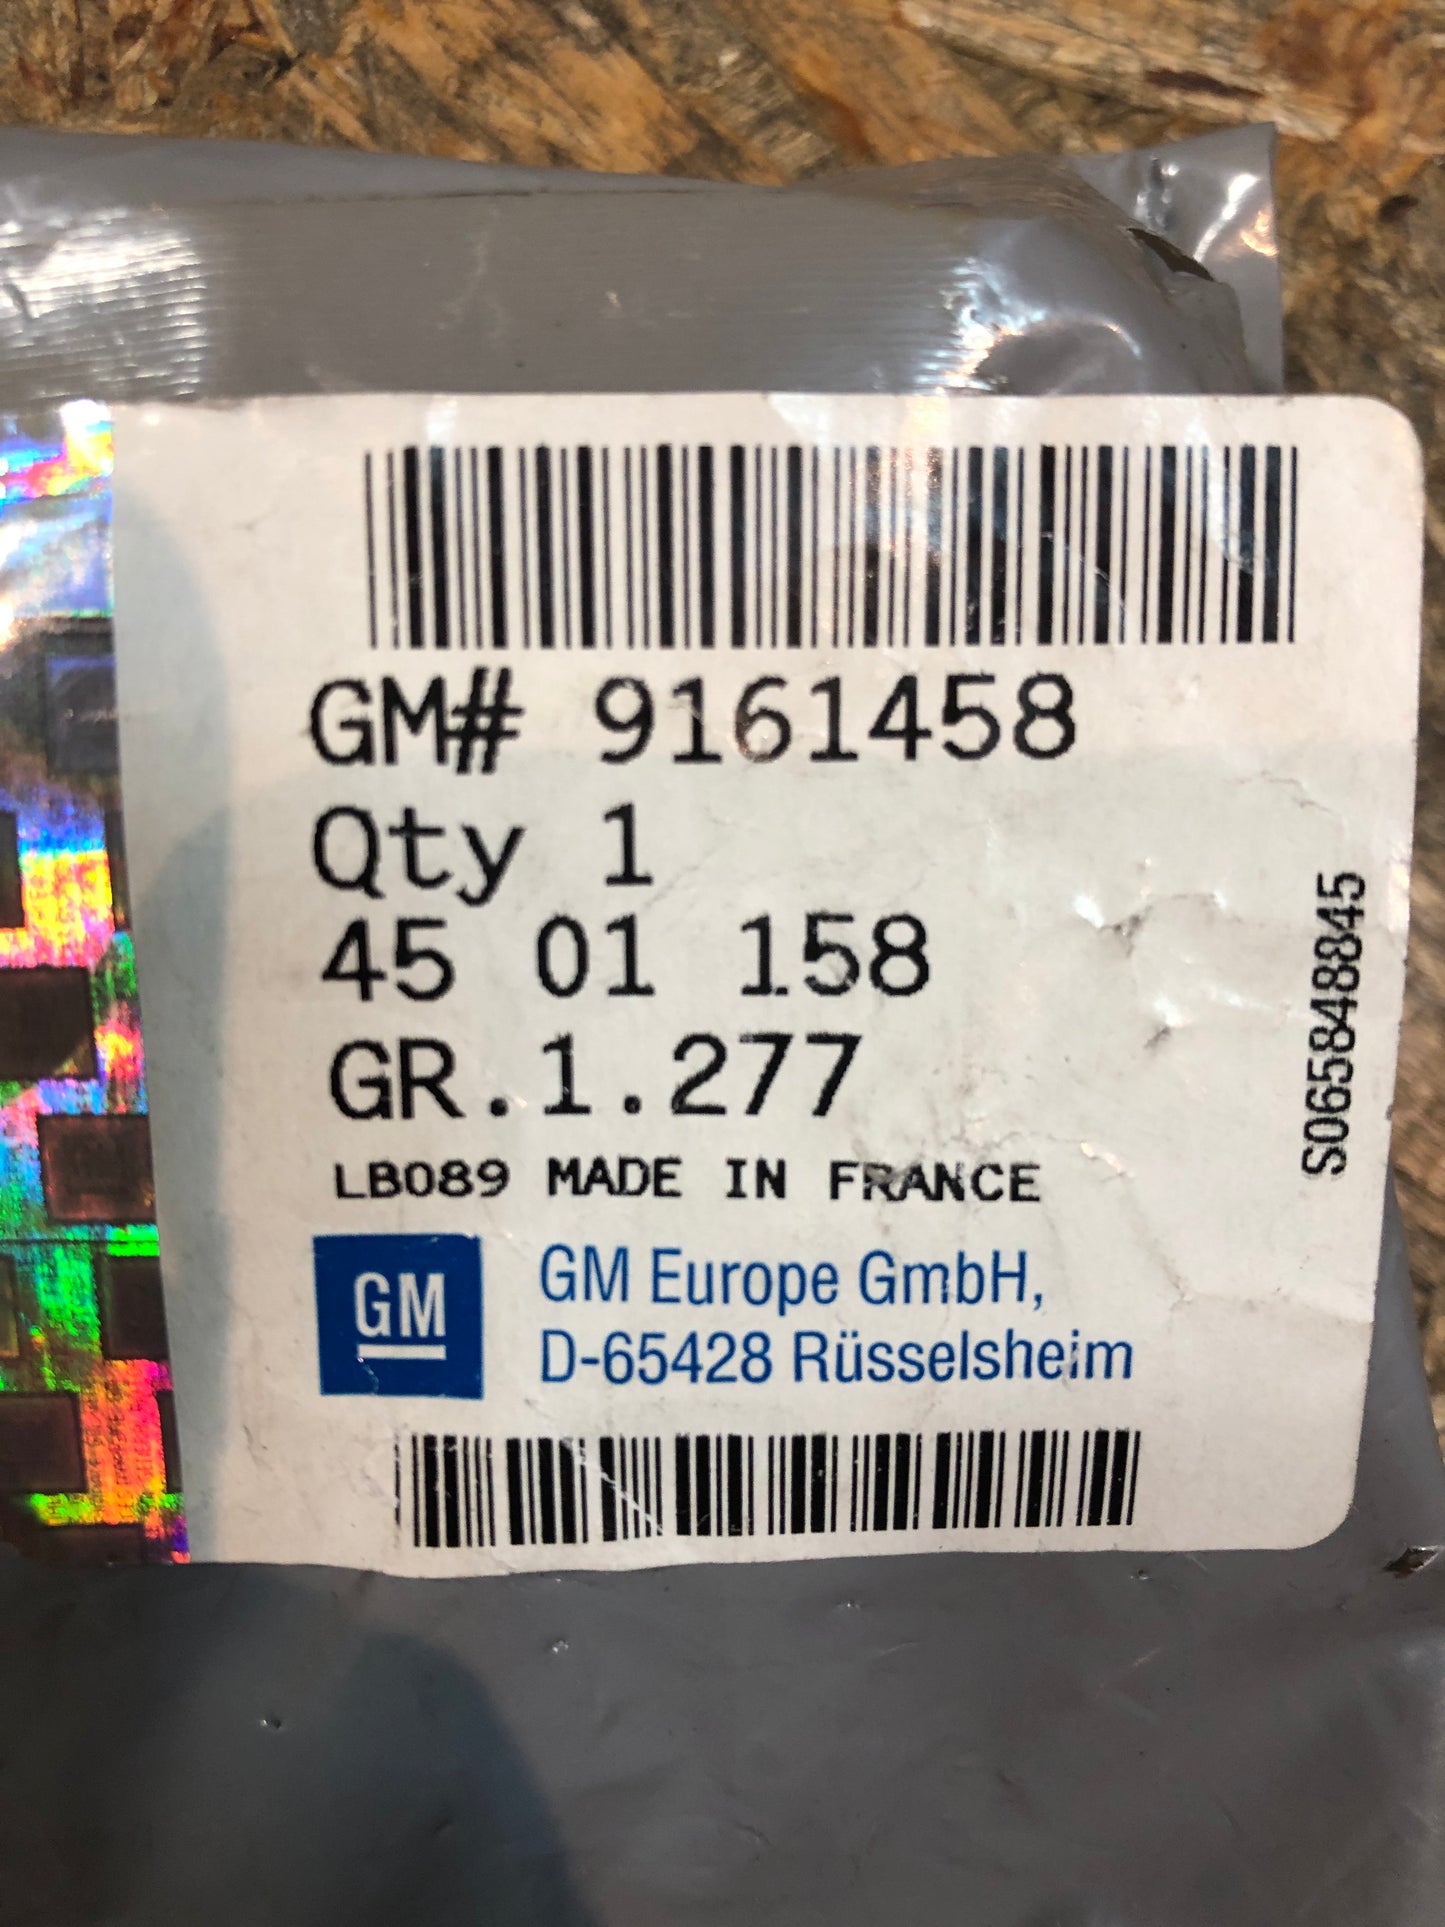 GM# 9161458
Qty 1
45 01 158
GR.1.277
LB089 MADE IN FRANCE
GM
GM Europe GmbH,
D-65428 Rüsselsheim
S065848845